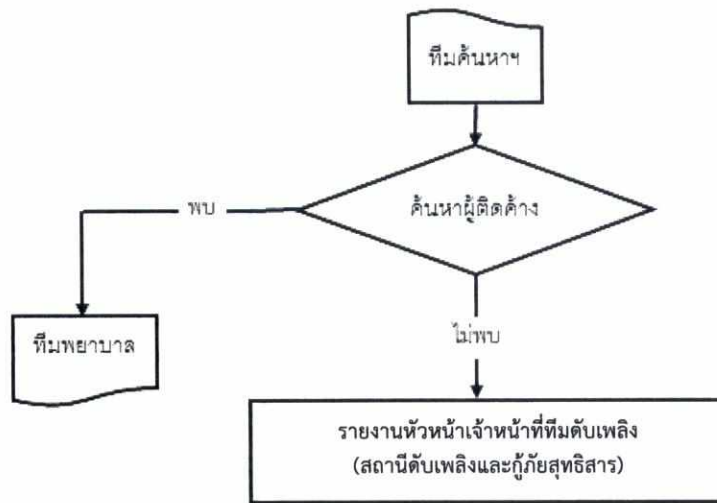 ทีมค้นหาฯ
ค้นหาผู้ติดค้าง
พบ
ทีมพยาบาล
ไม่พบ
รายงานหัวหน้าเจ้าหน้าที่ทีมดับเพลิง
(สถานีดับเพลิงและกู้ภัยสุทธิสาร)